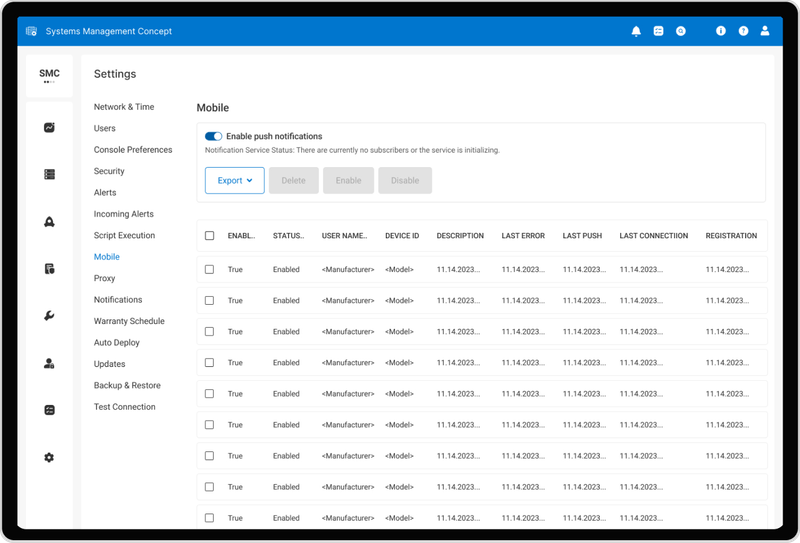 Systems Management Concept
SMC
Settings
Network & Time
Users
Console Preferences
Security
Alerts
Incoming Alerts
Script Execution
Mobile
Proxy
Notifications
Warranty Schedule
Auto Deploy
Updates
Backup & Restore
Test Connection
Mobile
Enable push notifications
Notification Service Status: There are currently no subscribers or the service is initializing.
Export Delete Enable Disable
ENABL.. STATUS.. USER NAME.. DEVICE ID DESCRIPTION LAST ERROR LAST PUSH LAST CONNECTIION REGISTRATION
True Enabled <Manufacturer> <Model> 11.14.2023... 11.14.2023... 11.14.2023... 11.14.2023... 11.14.2023...
True Enabled <Manufacturer> <Model> 11.14.2023... 11.14.2023... 11.14.2023... 11.14.2023... 11.14.2023...
True Enabled <Manufacturer> <Model> 11.14.2023... 11.14.2023... 11.14.2023... 11.14.2023... 11.14.2023...
True Enabled <Manufacturer> <Model> 11.14.2023... 11.14.2023... 11.14.2023... 11.14.2023... 11.14.2023...
True Enabled <Manufacturer> <Model> 11.14.2023... 11.14.2023... 11.14.2023... 11.14.2023... 11.14.2023...
True Enabled <Manufacturer> <Model> 11.14.2023... 11.14.2023... 11.14.2023... 11.14.2023... 11.14.2023...
True Enabled <Manufacturer> <Model> 11.14.2023... 11.14.2023... 11.14.2023... 11.14.2023... 11.14.2023...
True Enabled <Manufacturer> <Model> 11.14.2023... 11.14.2023... 11.14.2023... 11.14.2023... 11.14.2023...
True Enabled <Manufacturer> <Model> 11.14.2023... 11.14.2023... 11.14.2023... 11.14.2023... 11.14.2023...